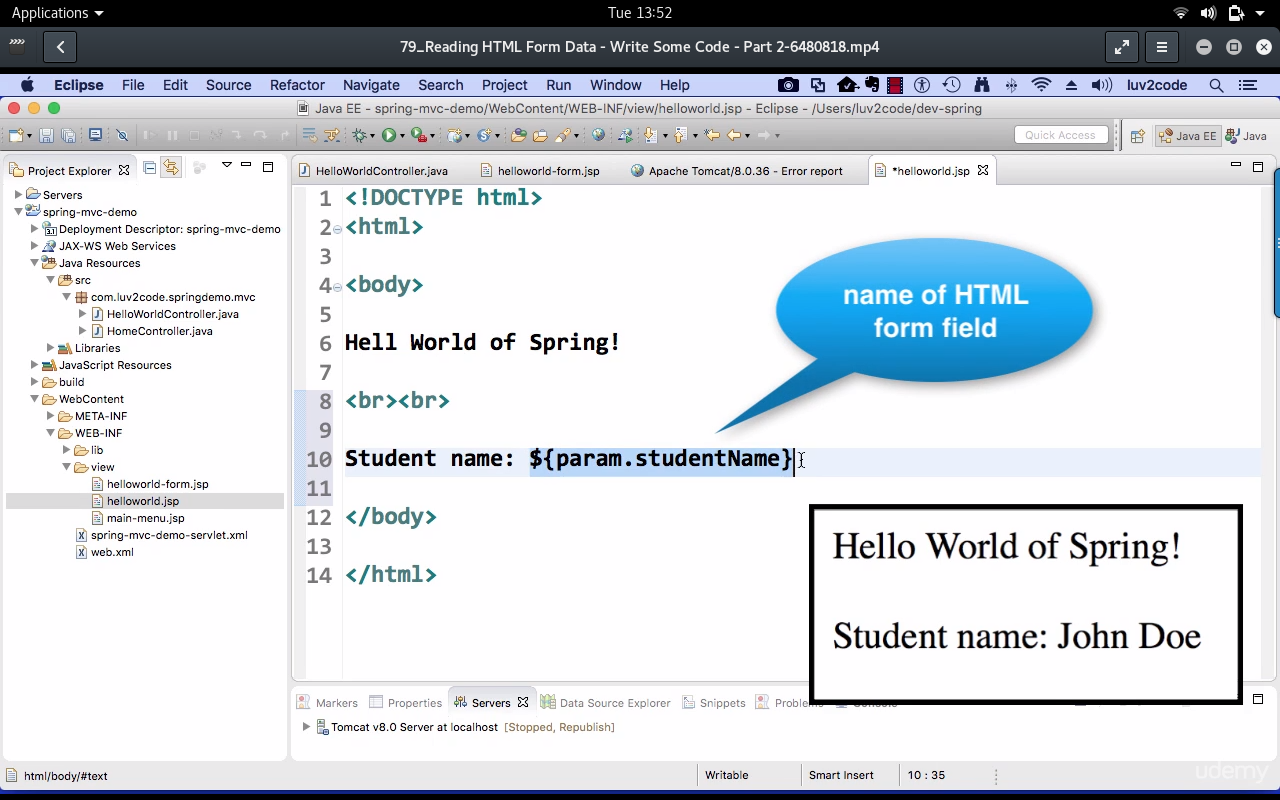 Applications
Tue 13:52
79_Reading HTML Form Data - Write Some Code - Part 2-6480818.mp4
Eclipse File Edit Source Refactor Navigate Search Project Run Window Help
luv2code
Java EE - spring-mvc-demo/WebContent/WEB-INF/view/helloworld.jsp - Eclipse - /Users/luv2code/dev-spring
Quick Access
Java EE
Java
Project Explorer
HelloWorldController.java
helloworld-form.jsp
Apache Tomcat/8.0.36 - Error report
*helloworld.jsp
Servers
spring-mvc-demo
Deployment Descriptor: spring-mvc-demo
JAX-WS Web Services
Java Resources
src
com.luv2code.springdemo.mvc
HelloWorldController.java
HomeController.java
Libraries
JavaScript Resources
build
WebContent
META-INF
WEB-INF
lib
view
helloworld-form.jsp
helloworld.jsp
main-menu.jsp
spring-mvc-demo-servlet.xml
web.xml
1 <!DOCTYPE html>
2 <html>
3
4 <body>
5
6 Hell World of Spring!
7
8 <br><br>
9
10 Student name: ${param.studentName}
11
12 </body>
13
14 </html>
name of HTML
form field
Hello World of Spring!
Student name: John Doe
Markers
Properties
Servers
Data Source Explorer
Snippets
Tomcat v8.0 Server at localhost [Stopped, Republish]
html/body/#text
Writable
Smart Insert
10 : 35
udemy